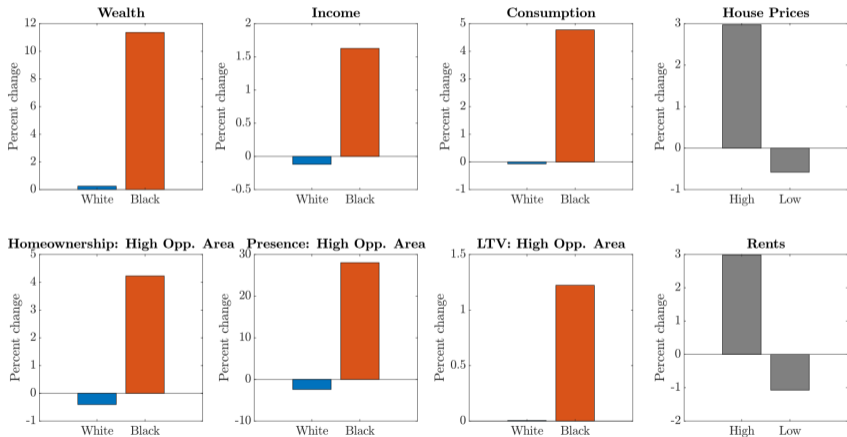 Wealth
Percent change
12
10
8
6
4
2
0
White Black
Income
Percent change
2
1.5
1
0.5
0
-0.5
White Black
Consumption
Percent change
5
4
3
2
1
0
-1
White Black
House Prices
Percent change
3
2
1
0
-1
High Low
Homeownership: High Opp. Area
Percent change
5
4
3
2
1
0
-1
White Black
Presence: High Opp. Area
Percent change
30
20
10
0
-10
White Black
LTV: High Opp. Area
Percent change
1.5
1
0.5
0
White Black
Rents
Percent change
3
2
1
0
-1
-2
High Low